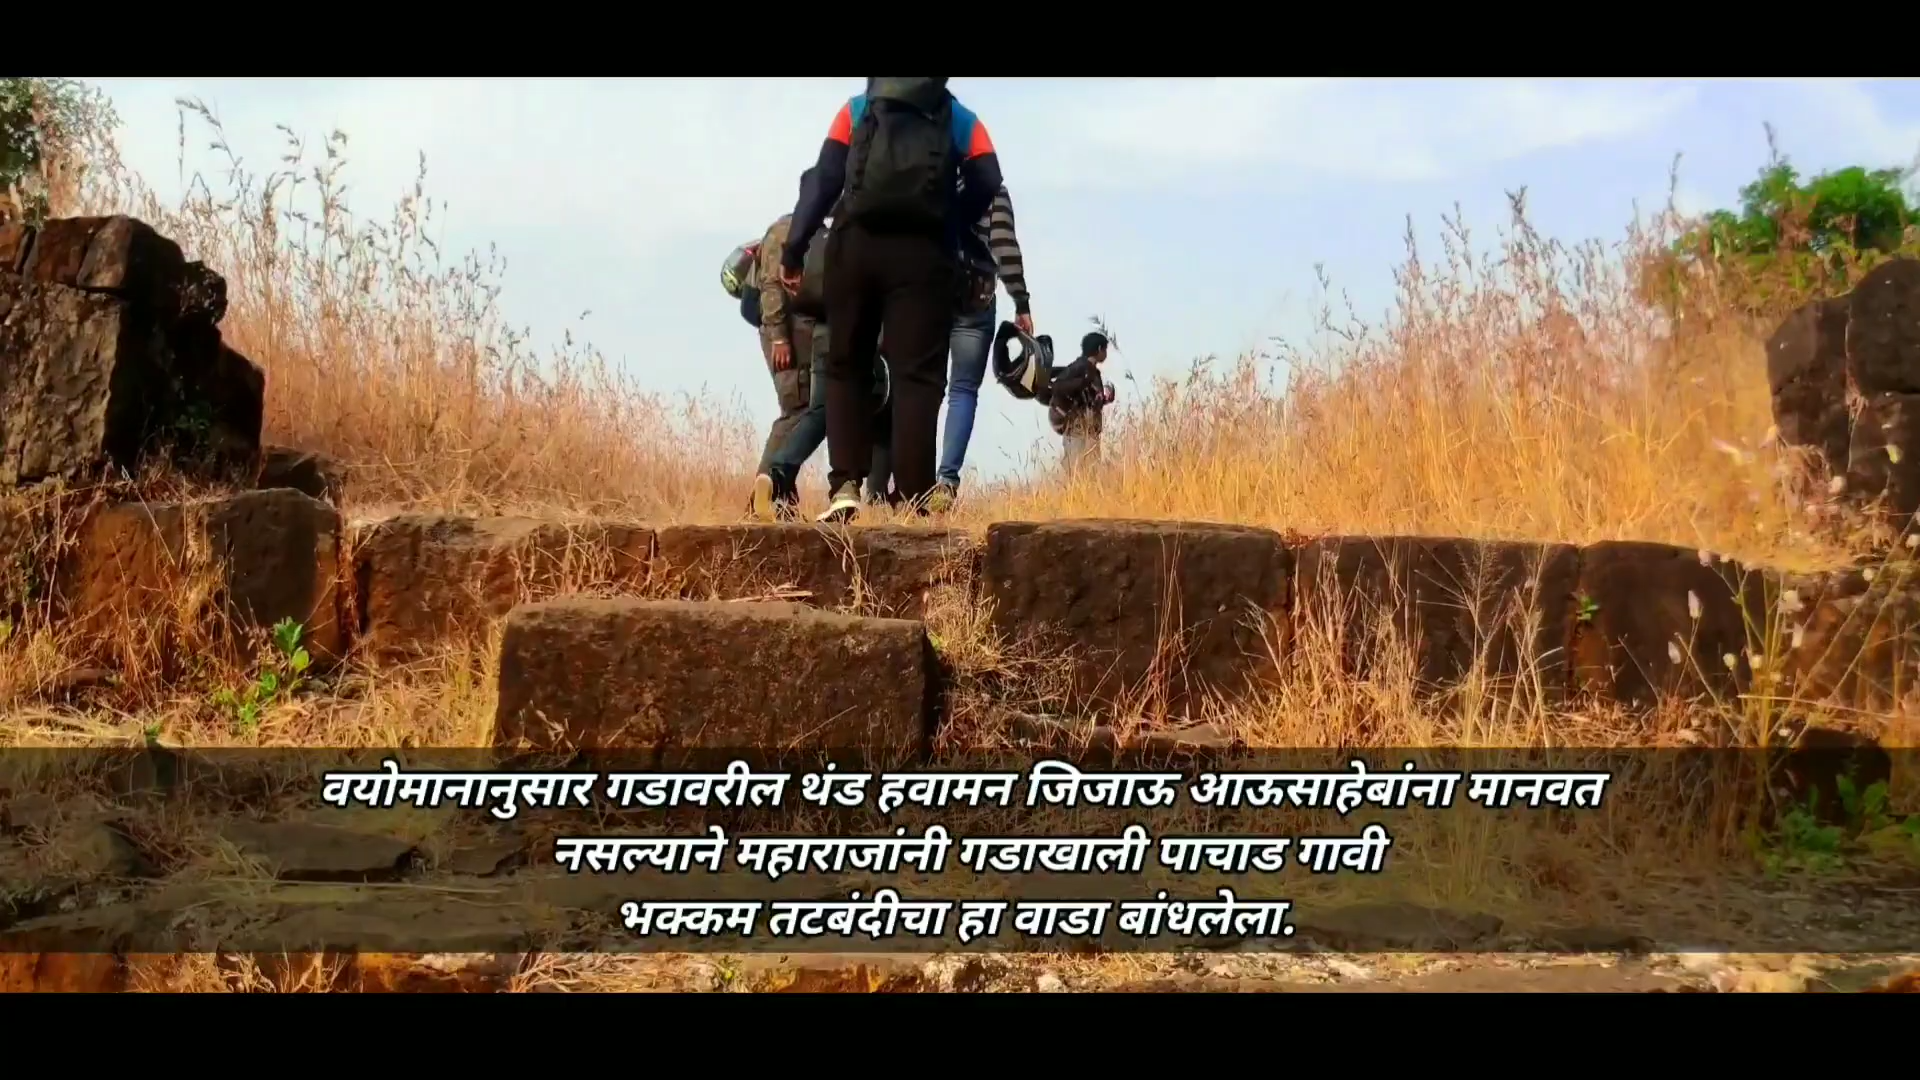 वयोमानानुसार गडावरील थंड हवामन जिजाऊ आऊसाहेबांना मानवत
नसल्याने महाराजांनी गडाखाली पाचाड गावी
भक्कम तटबंदीचा हा वाडा बांधलेला.